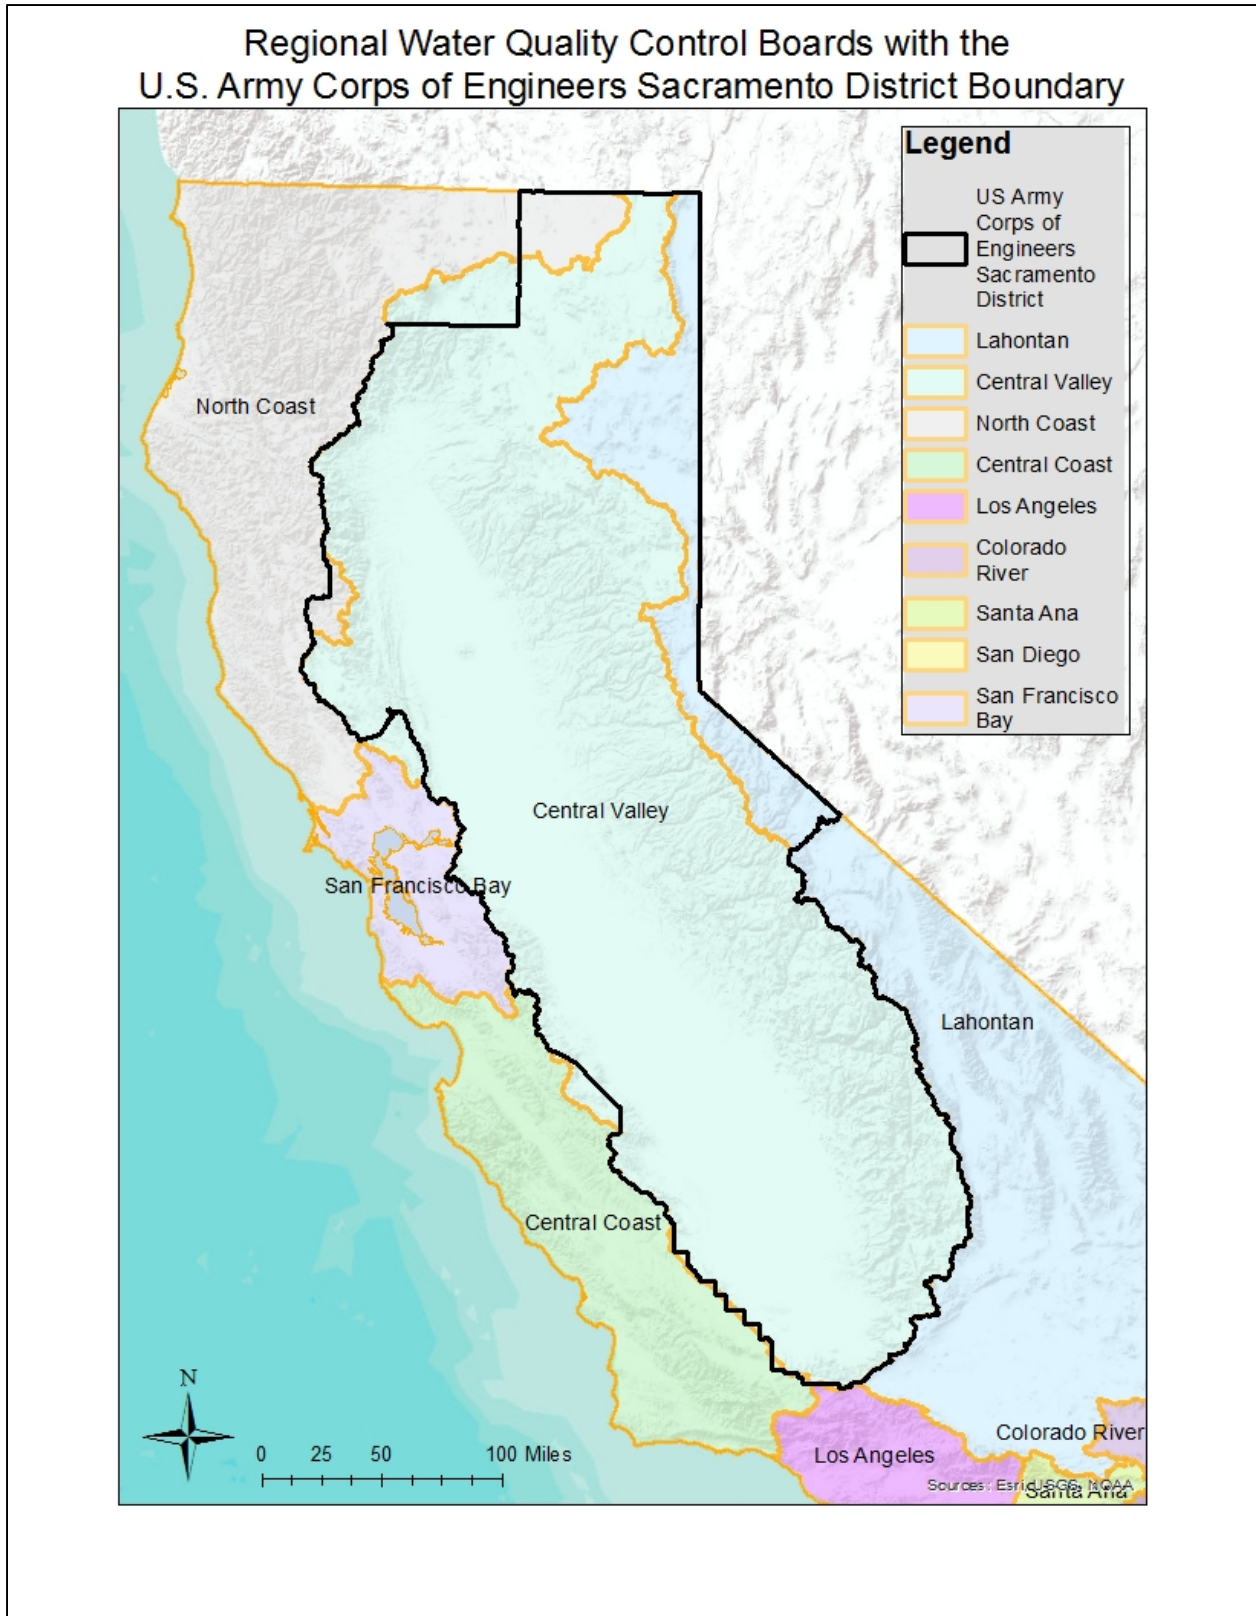 Regional Water Quality Control Boards with the
U.S. Army Corps of Engineers Sacramento District Boundary
Legend
US Army
Corps of
Engineers
Sacramento
District
Lahontan
Central Valley
North Coast
Central Coast
Los Angeles
Colorado
River
Santa Ana
San Diego
San Francisco
Bay
North Coast
Central Valley
San Francisco Bay
Lahontan
Central Coast
N
0 25 50 100 Miles
Colorado River
Los Angeles
Sources: Esri, USGS, NOAA
Santa Ana